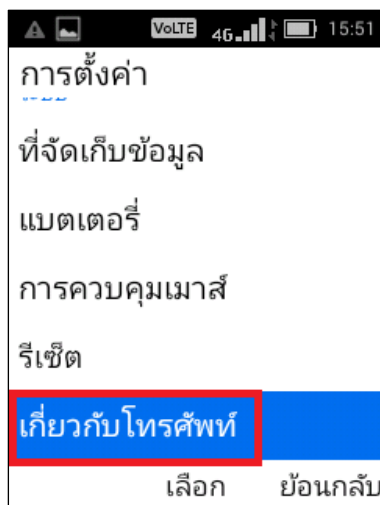 VoLTE 4G 15:51
การตั้งค่า
ที่จัดเก็บข้อมูล
แบตเตอรี่
การควบคุมเมาส์
รีเซ็ต
เกี่ยวกับโทรศัพท์
เลือก ย้อนกลับ